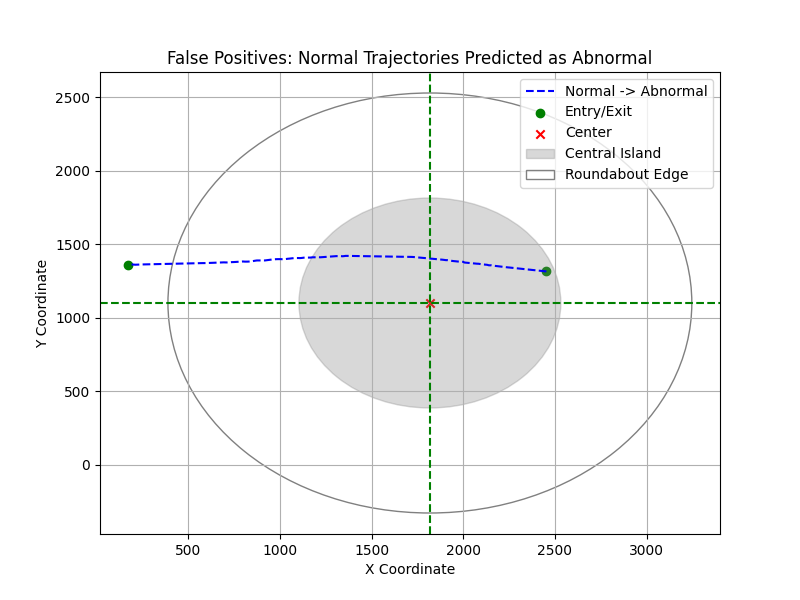 False Positives: Normal Trajectories Predicted as Abnormal
Normal -> Abnormal
Entry/Exit
Center
Central Island
Roundabout Edge
Y Coordinate
2500
2000
1500
1000
500
0
500 1000 1500 2000 2500 3000
X Coordinate